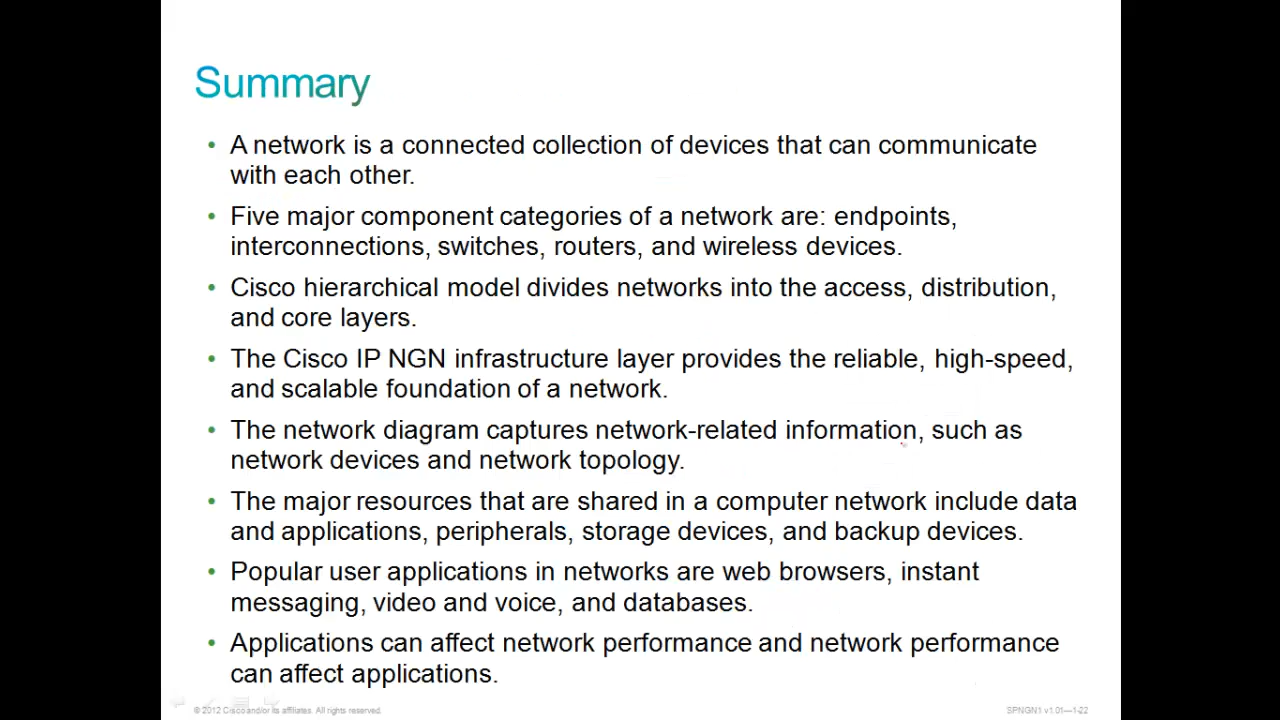 Summary
• A network is a connected collection of devices that can communicate
with each other.
• Five major component categories of a network are: endpoints,
interconnections, switches, routers, and wireless devices.
• Cisco hierarchical model divides networks into the access, distribution,
and core layers.
• The Cisco IP NGN infrastructure layer provides the reliable, high-speed,
and scalable foundation of a network.
• The network diagram captures network-related information, such as
network devices and network topology.
• The major resources that are shared in a computer network include data
and applications, peripherals, storage devices, and backup devices.
• Popular user applications in networks are web browsers, instant
messaging, video and voice, and databases.
• Applications can affect network performance and network performance
can affect applications.
© 2012 Cisco and/or its affiliates. All rights reserved.
SPNGN1 v1.01—1-22